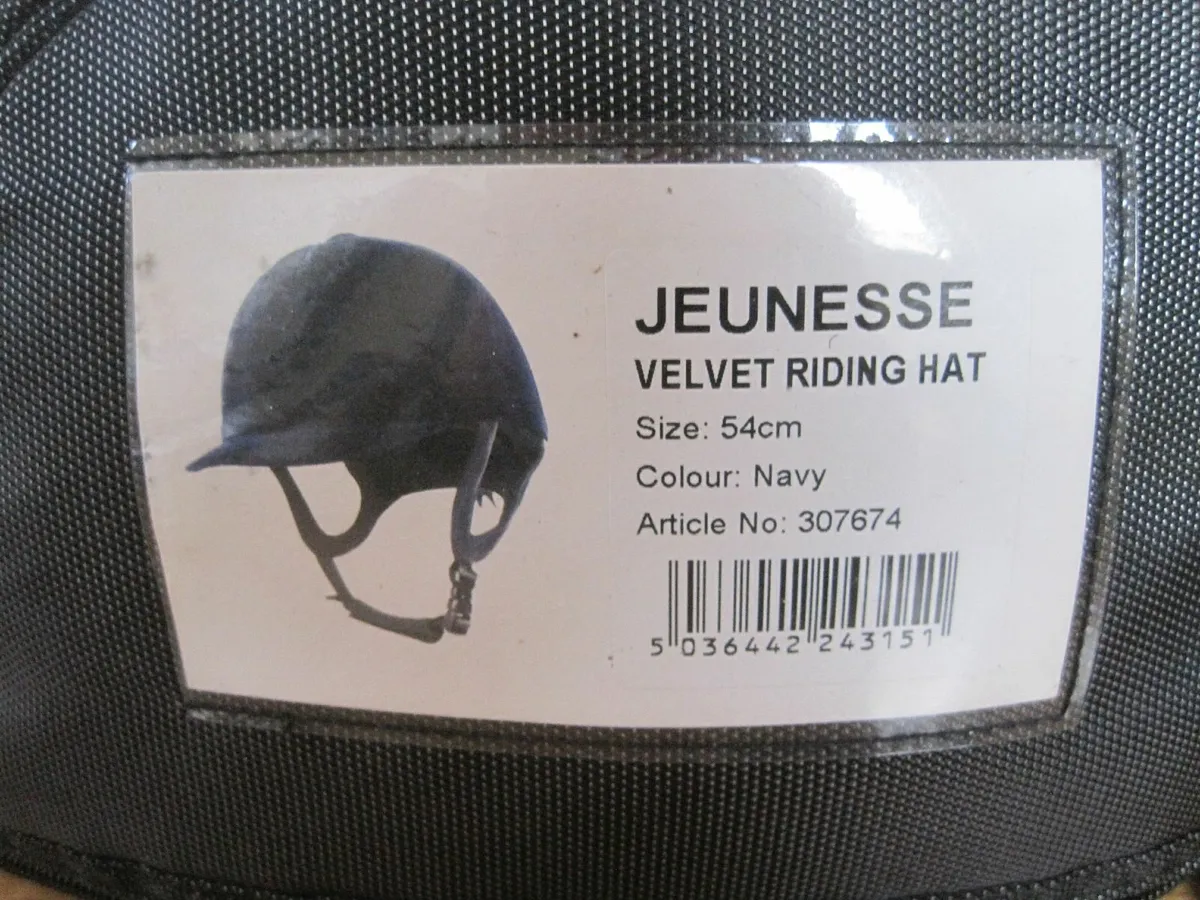 JEUNESSE
VELVET RIDING HAT
Size: 54cm
Colour: Navy
Article No: 307674
5 036442 243151